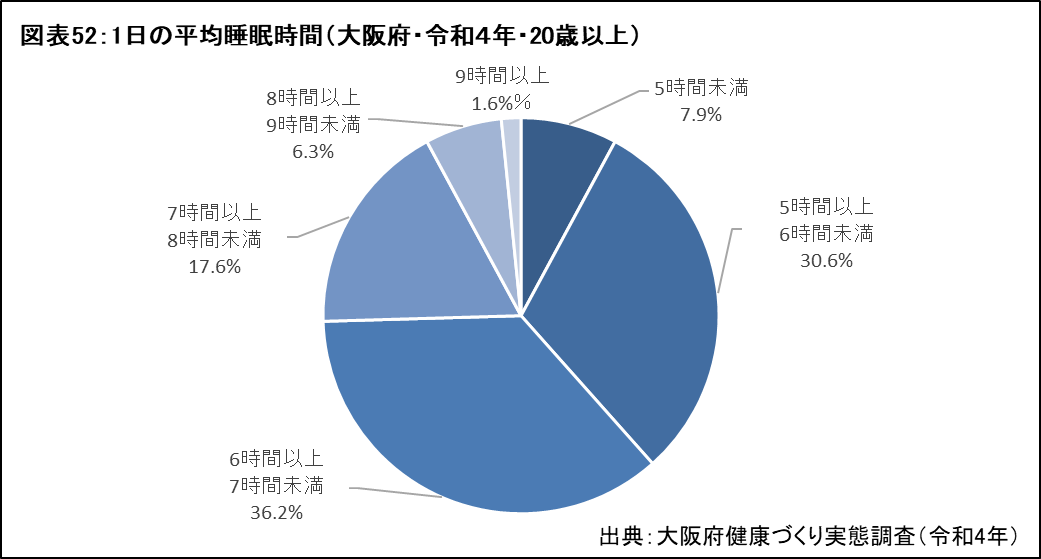 図表52：1日の平均睡眠時間（大阪府・令和４年・20歳以上）
9時間以上
1.6%%
5時間未満
7.9%
5時間以上
6時間未満
30.6%
6時間以上
7時間未満
36.2%
7時間以上
8時間未満
17.6%
8時間以上
9時間未満
6.3%
出典：大阪府健康づくり実態調査（令和4年）